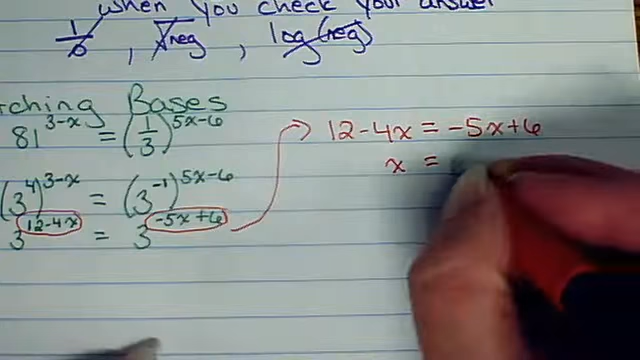 when you check your answer
1/0, √neg, log(neg)
tching Bases
81^(3-x) = (1/3)^(5x-6)
(3^4)^(3-x) = (3^-1)^(5x-6)
3^(12-4x) = 3^(-5x+6)
12-4x = -5x+6
x =